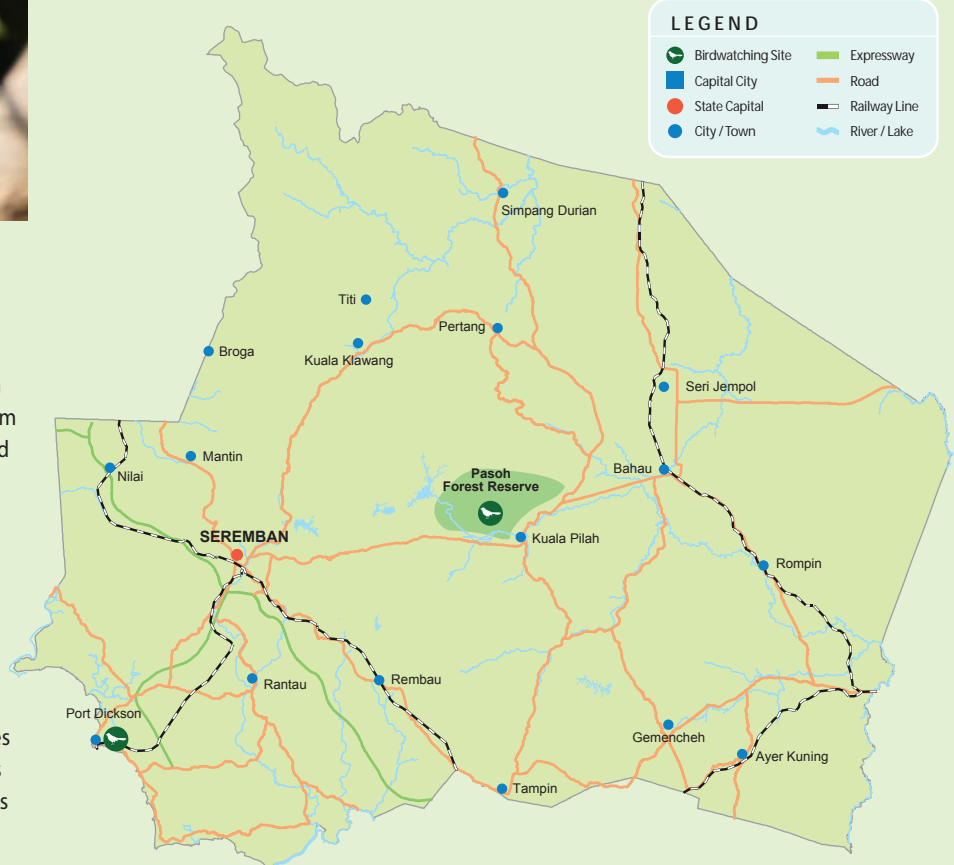 LEGEND
Birdwatching Site
Capital City
State Capital
City / Town
Expressway
Road
Railway Line
River / Lake
Simpang Durian
Titi
Pertang
Broga
Kuala Klawang
Seri Jempol
Mantin
Nilai
Bahau
Pasoh
Forest Reserve
SEREMBAN
Kuala Pilah
Rompin
Rantau
Rembau
Port Dickson
Gemencheh
Ayer Kuning
Tampin